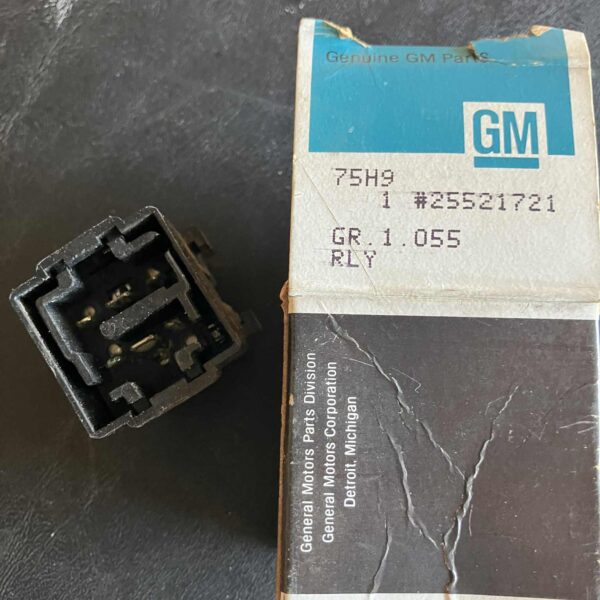 Genuine GM Parts
GM
75H9
1 #25521721
GR.1.055
RLY
General Motors Parts Division
General Motors Corporation
Detroit, Michigan